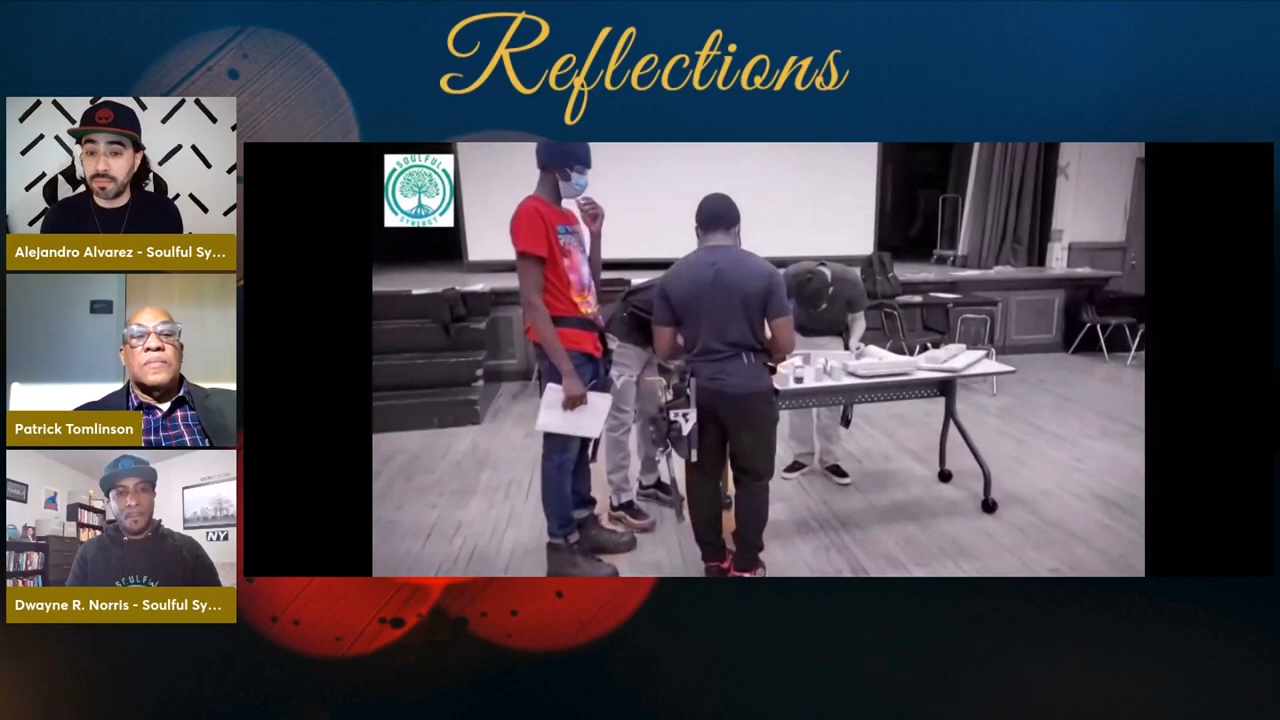 Reflections
Alejandro Alvarez - Soulful Sy...
Patrick Tomlinson
Dwayne R. Norris - Soulful Sy...
SOULFUL
SYNERGY
NY